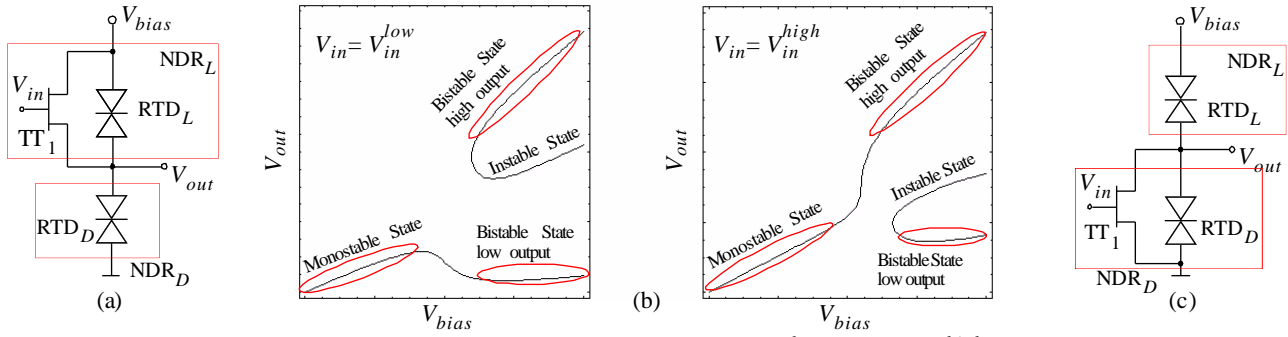 V_bias
NDR_L
V_in
RTD_L
TT_1
V_out
RTD_D
NDR_D
(a)
V_in = V_in^low
Bistable State
high output
Instable State
V_out
Monostable State
Bistable State
low output
V_bias
(b)
V_in = V_in^high
Bistable State
high output
V_out
Instable State
Monostable State
Bistable State
low output
V_bias
V_bias
NDR_L
RTD_L
V_out
V_in
TT_1
RTD_D
NDR_D
(c)